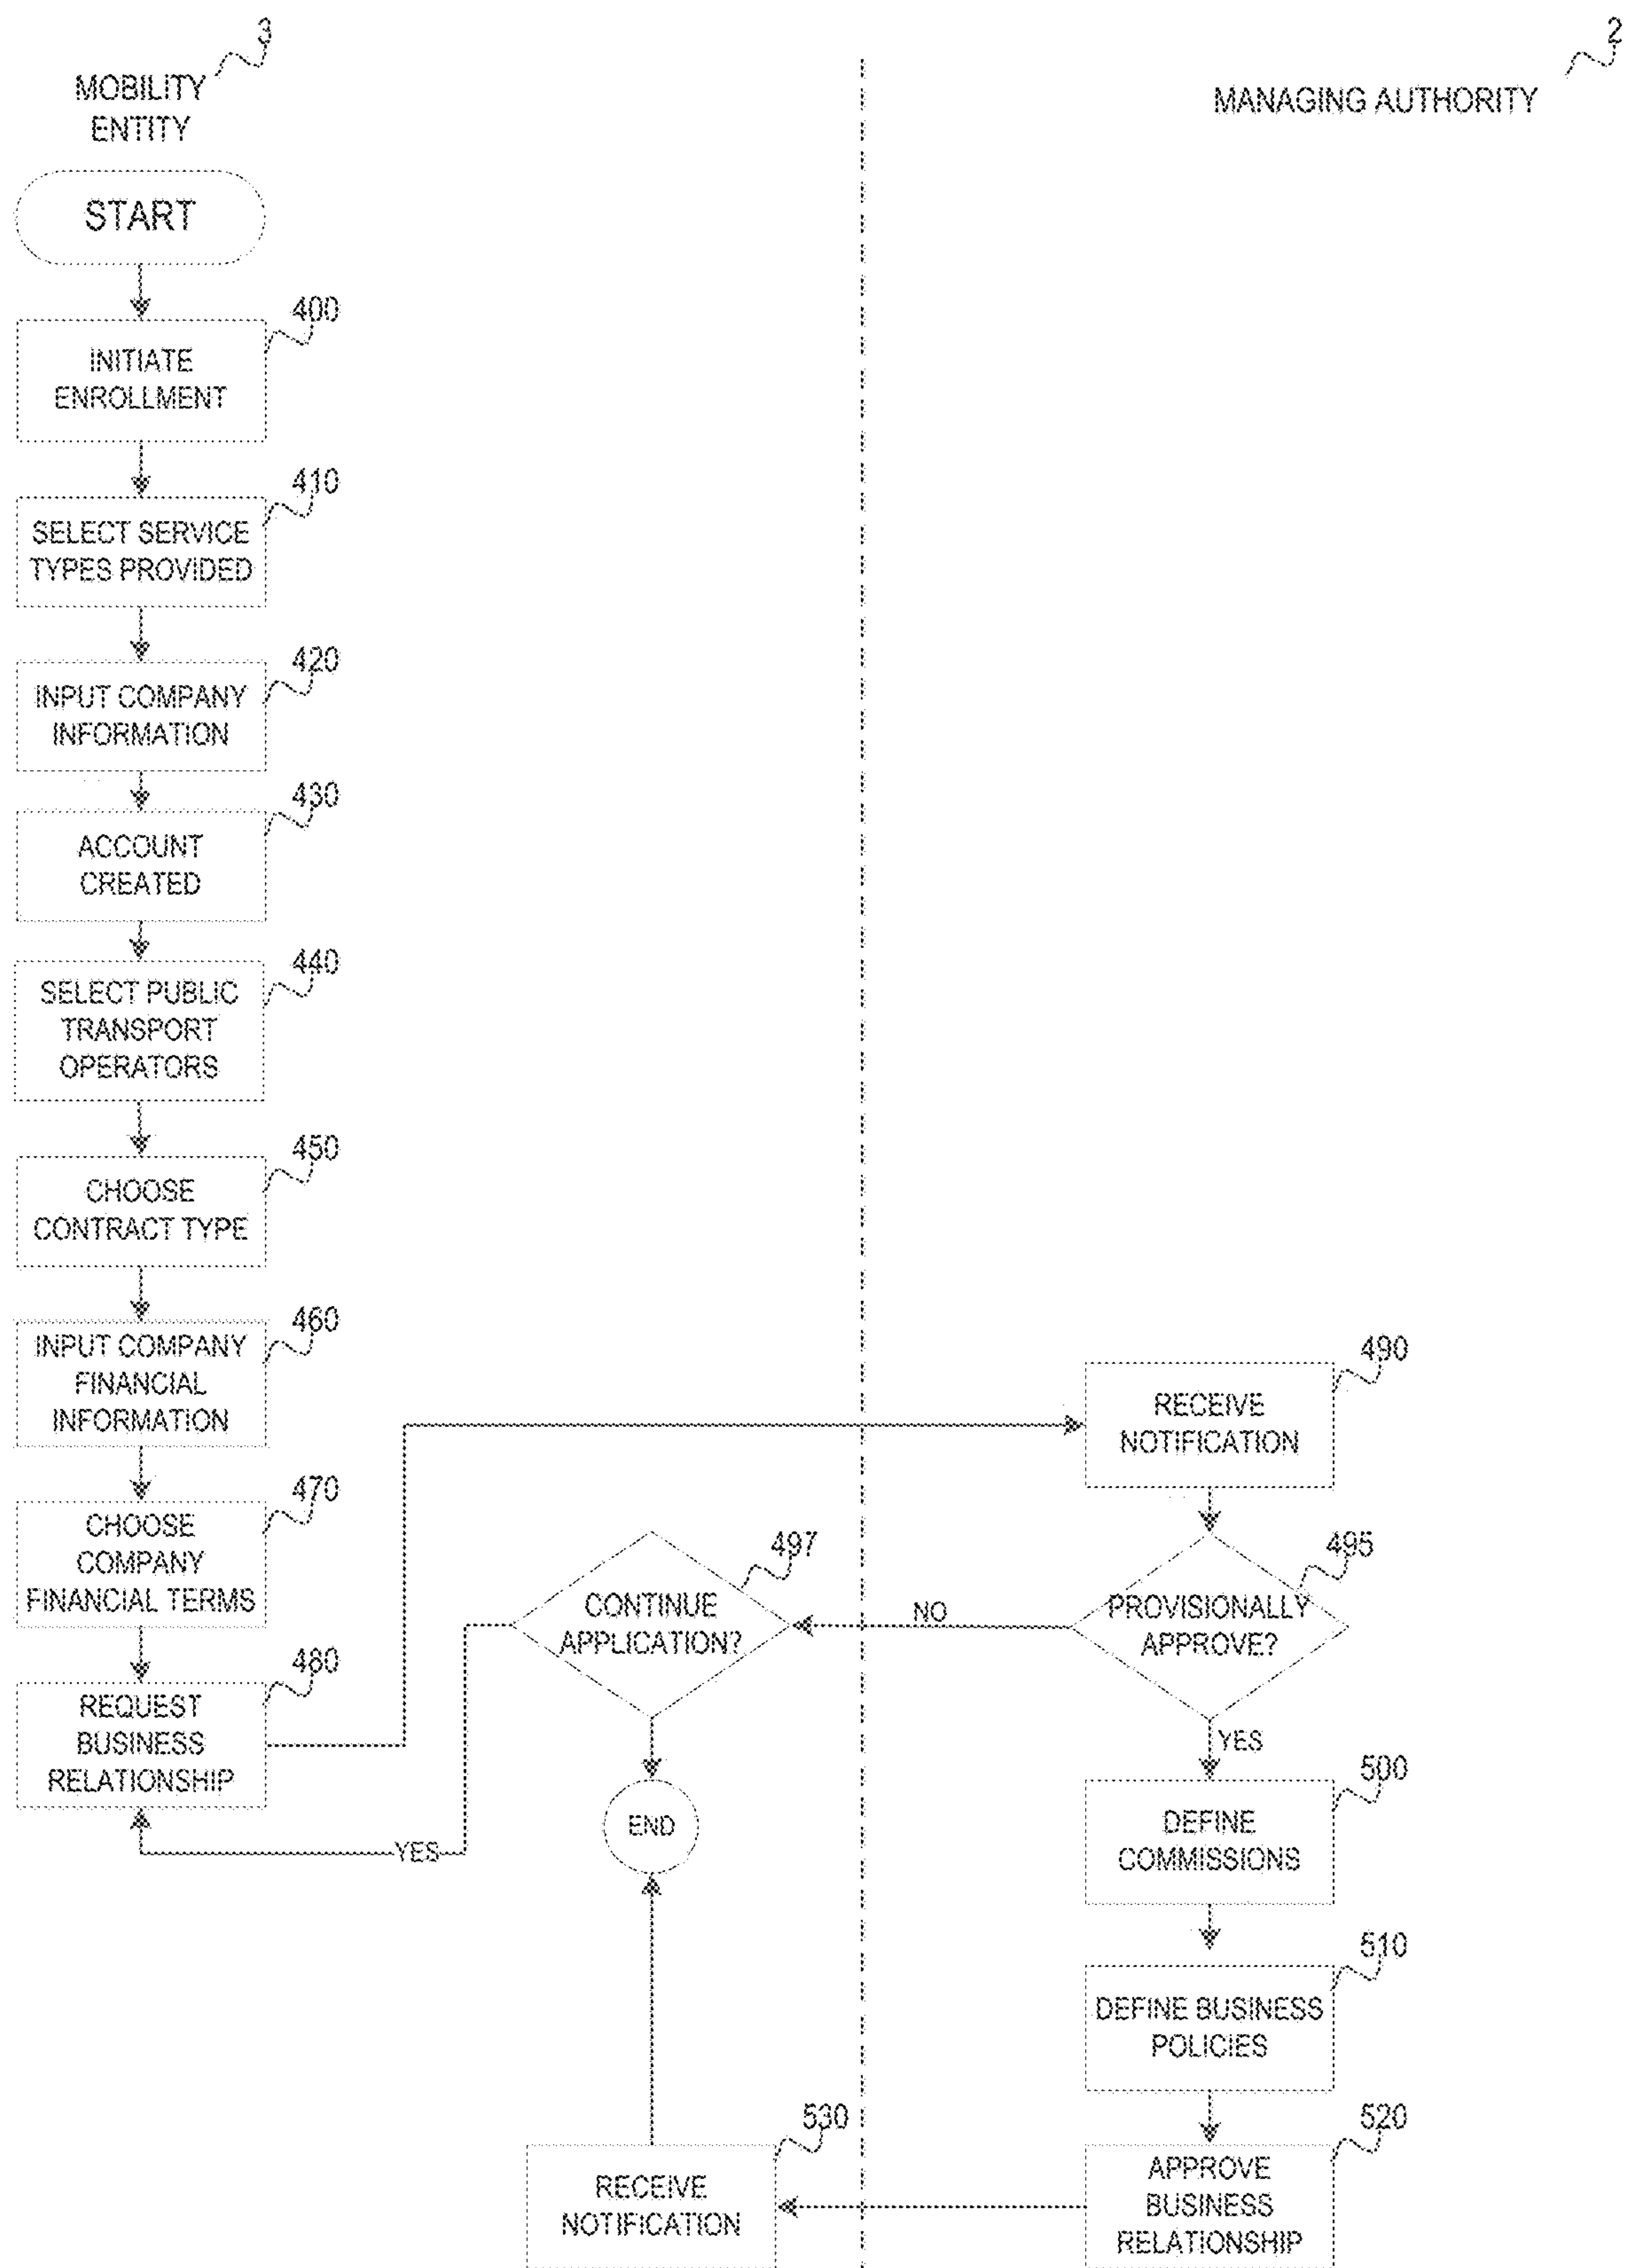 3
MOBILITY
ENTITY
2
MANAGING AUTHORITY
START
400
INITIATE
ENROLLMENT
410
SELECT SERVICE
TYPES PROVIDED
420
INPUT COMPANY
INFORMATION
430
ACCOUNT
CREATED
440
SELECT PUBLIC
TRANSPORT
OPERATORS
450
CHOOSE
CONTRACT TYPE
460
INPUT COMPANY
FINANCIAL
INFORMATION
470
CHOOSE
COMPANY
FINANCIAL TERMS
480
REQUEST
BUSINESS
RELATIONSHIP
490
RECEIVE
NOTIFICATION
495
PROVISIONALLY
APPROVE?
NO
497
CONTINUE
APPLICATION?
YES
END
YES
500
DEFINE
COMMISSIONS
510
DEFINE BUSINESS
POLICIES
520
APPROVE
BUSINESS
RELATIONSHIP
530
RECEIVE
NOTIFICATION